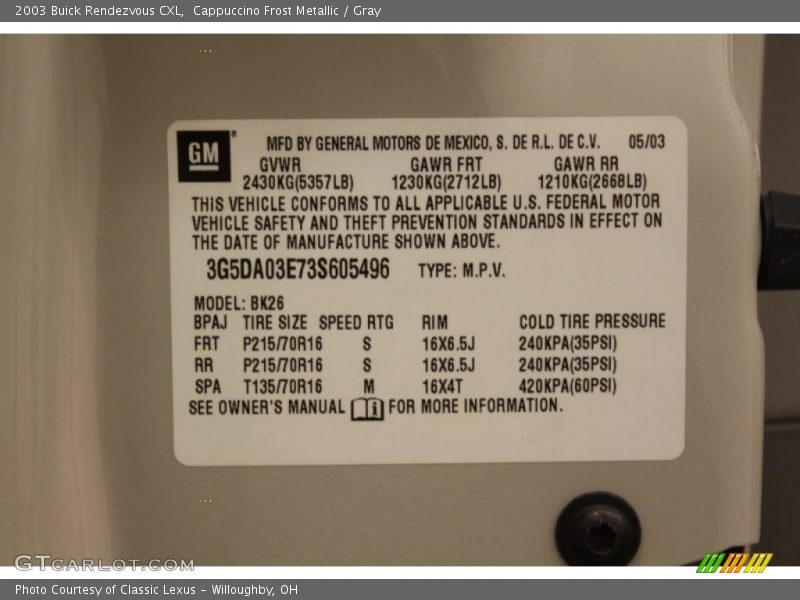 2003 Buick Rendezvous CXL, Cappuccino Frost Metallic / Gray
GM
MFD BY GENERAL MOTORS DE MEXICO, S. DE R.L. DE C.V. 05/03
GVWR GAWR FRT GAWR RR
2430KG(5357LB) 1230KG(2712LB) 1210KG(2668LB)
THIS VEHICLE CONFORMS TO ALL APPLICABLE U.S. FEDERAL MOTOR
VEHICLE SAFETY AND THEFT PREVENTION STANDARDS IN EFFECT ON
THE DATE OF MANUFACTURE SHOWN ABOVE.
3G5DA03E73S605496 TYPE: M.P.V.
MODEL: BK26
BPAJ TIRE SIZE SPEED RTG RIM COLD TIRE PRESSURE
FRT P215/70R16 S 16X6.5J 240KPA(35PSI)
RR P215/70R16 S 16X6.5J 240KPA(35PSI)
SPA T135/70R16 M 16X4T 420KPA(60PSI)
SEE OWNER'S MANUAL i FOR MORE INFORMATION.
GTCARLOT.COM
Photo Courtesy of Classic Lexus - Willoughby, OH